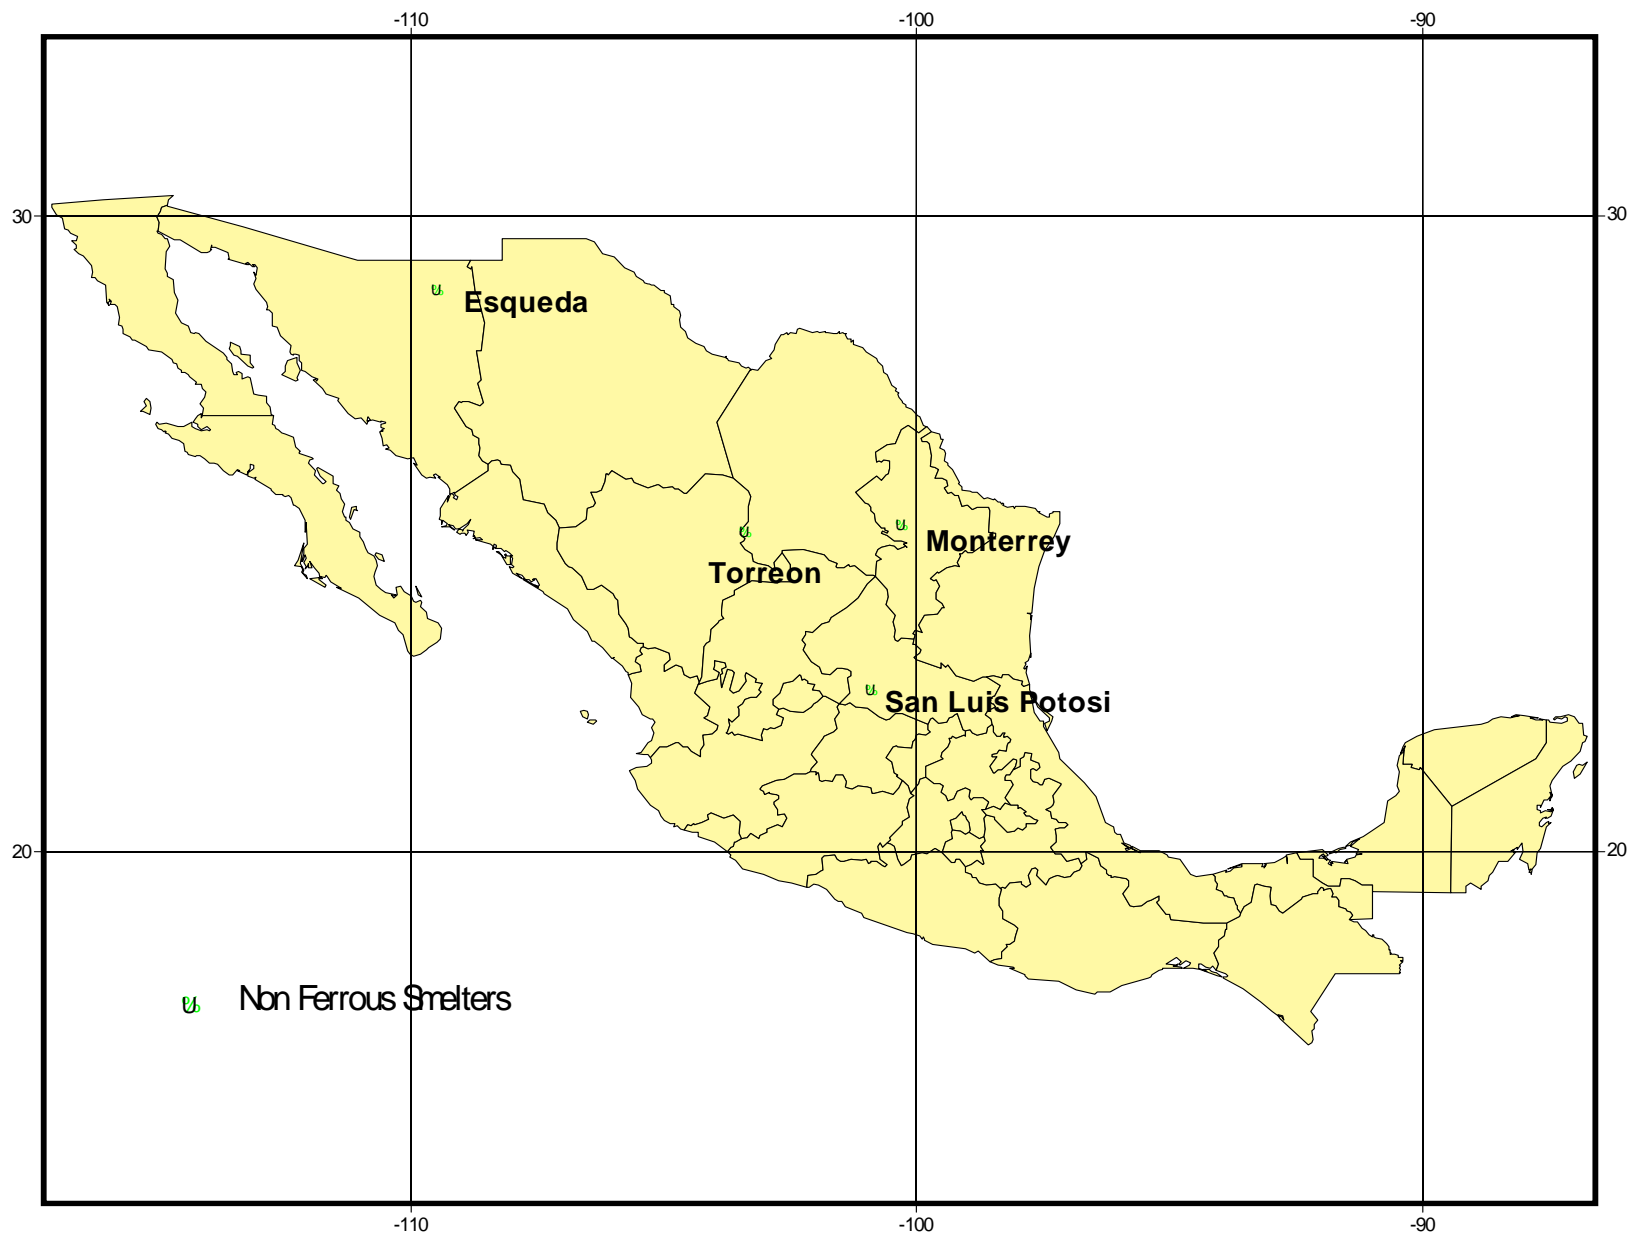 -110 -100 -90
30 30
Esqueda
Monterrey
Torreon
San Luis Potosi
20 20
Non Ferrous Smelters
-110 -100 -90